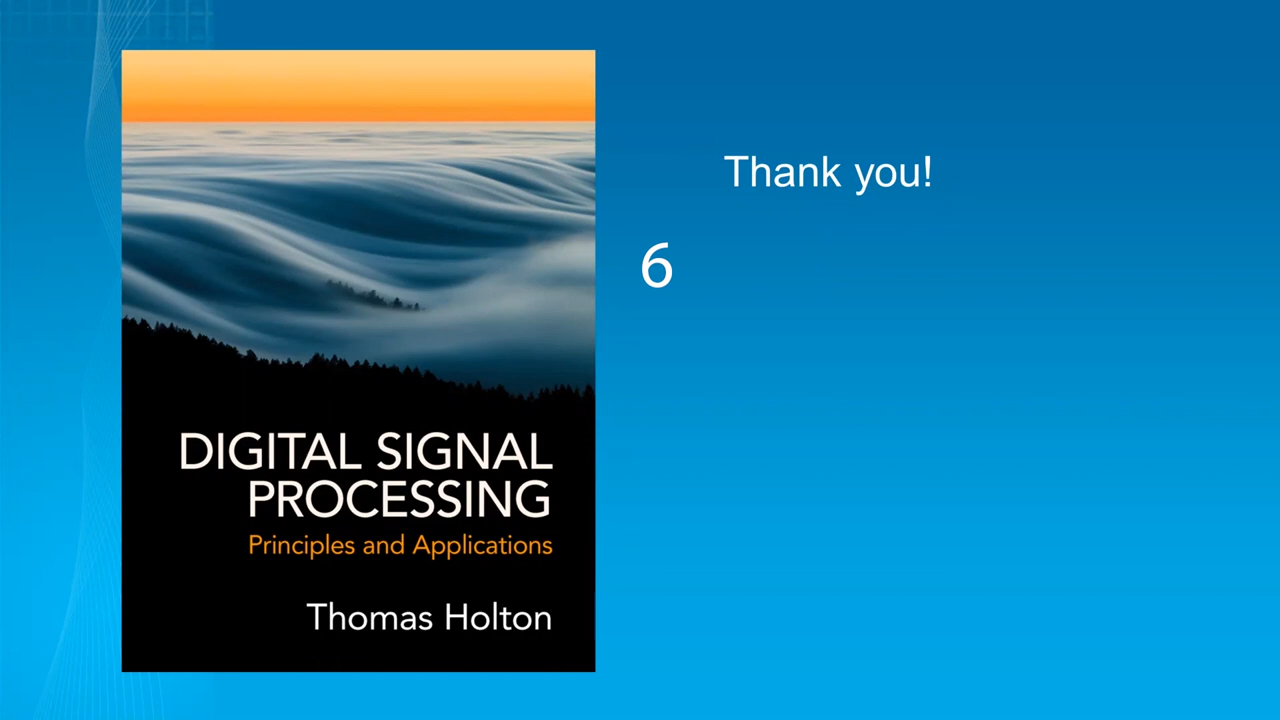 Thank you!
6
DIGITAL SIGNAL
PROCESSING
Principles and Applications
Thomas Holton